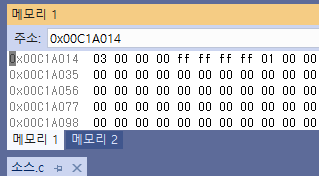 메모리 1
주소: 0x00C1A014
0x00C1A014 03 00 00 00 ff ff ff ff 01 00 00
0x00C1A035 00 00 00 00 00 00 00 00 00 00 00
0x00C1A056 00 00 00 00 00 00 00 00 00 00 00
0x00C1A077 00 00 00 00 00 00 00 00 00 00 00
0x00C1A098 00 00 00 00 00 00 00 00 00 00 00
메모리 1 메모리 2
소스.c